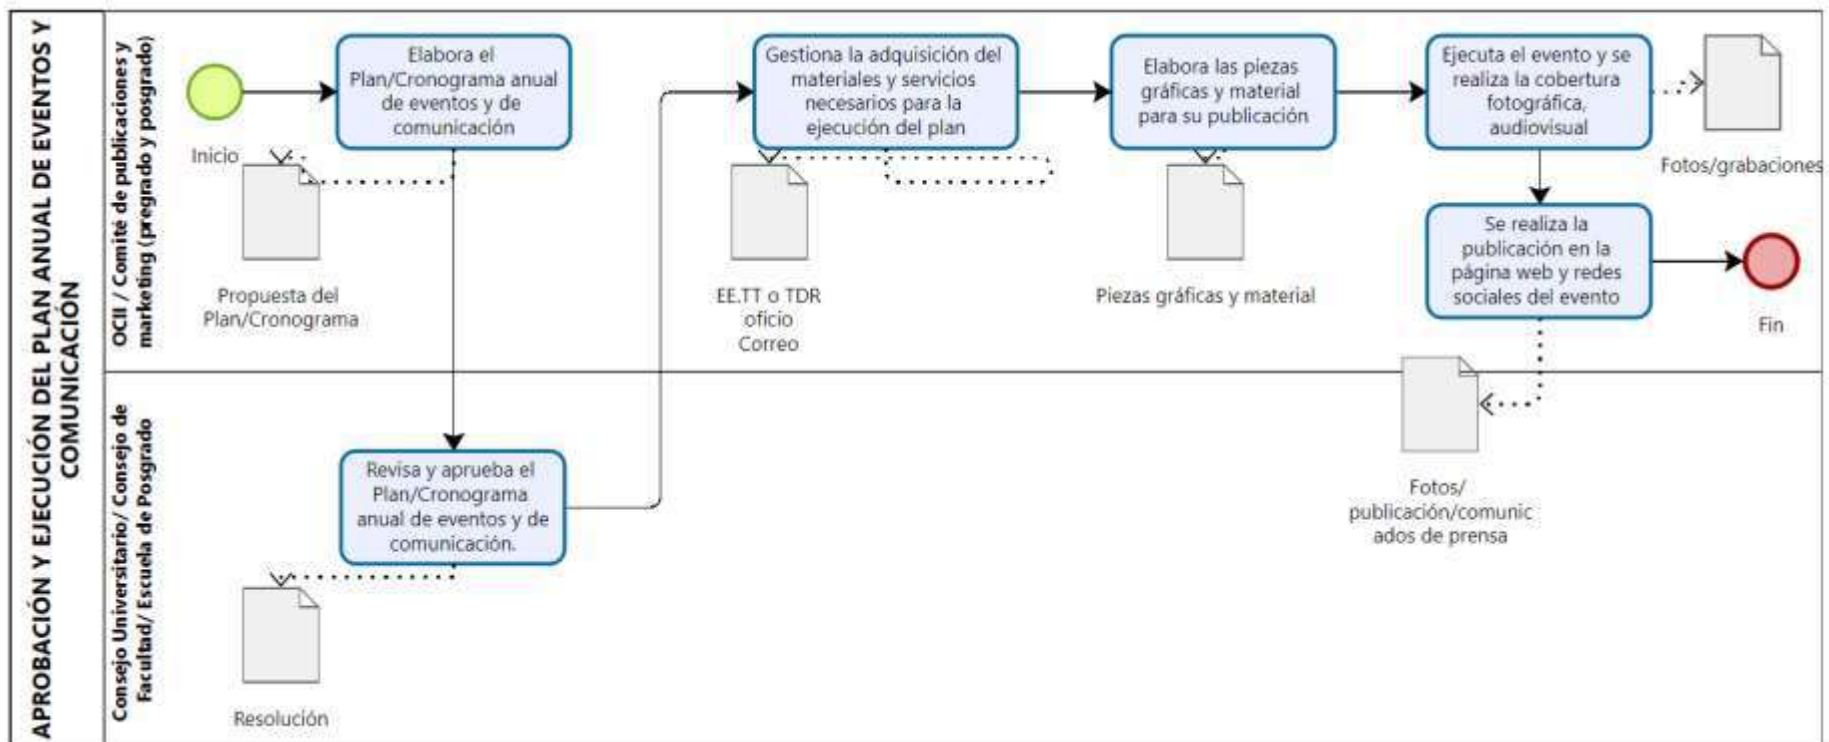 APROBACIÓN Y EJECUCIÓN DEL PLAN ANUAL DE EVENTOS Y
COMUNICACIÓN
OCII / Comité de publicaciones y
marketing (pregrado y posgrado)
Inicio
Elabora el
Plan/Cronograma anual
de eventos y de
comunicación
Propuesta del
Plan/Cronograma
Gestiona la adquisición del
materiales y servicios
necesarios para la
ejecución del plan
EE.TT o TDR
oficio
Correo
Elabora las piezas
gráficas y material
para su publicación
Piezas gráficas y material
Ejecuta el evento y se
realiza la cobertura
fotográfica,
audiovisual
Fotos/grabaciones
Se realiza la
publicación en la
página web y redes
sociales del evento
Fin
Fotos/
publicación/comunic
ados de prensa
Consejo Universitario/ Consejo de
Facultad/ Escuela de Posgrado
Revisa y aprueba el
Plan/Cronograma
anual de eventos y de
comunicación.
Resolución